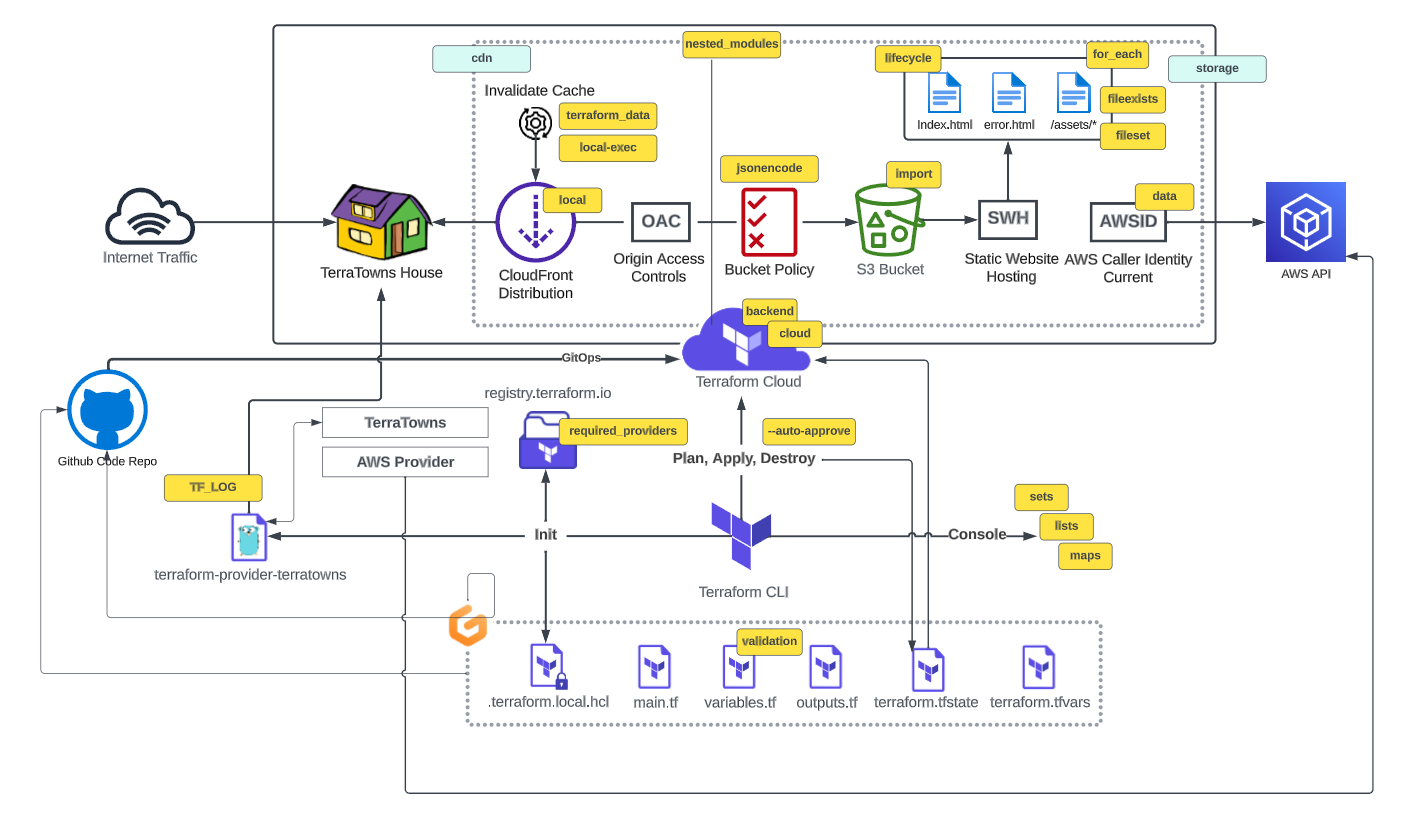 nested_modules
cdn
lifecycle
for_each
storage
Invalidate Cache
terraform_data
local-exec
fileexists
fileset
Index.html
error.html
/assets/*
jsonencode
import
local
data
OAC
SWH
AWSID
Internet Traffic
TerraTowns House
CloudFront
Distribution
Origin Access
Controls
Bucket Policy
S3 Bucket
Static Website
Hosting
AWS Caller Identity
Current
AWS API
backend
cloud
GitOps
Terraform Cloud
registry.terraform.io
required_providers
--auto-approve
TerraTowns
AWS Provider
Github Code Repo
Plan, Apply, Destroy
TF_LOG
sets
lists
maps
Init
Console
terraform-provider-terratowns
Terraform CLI
validation
.terraform.local.hcl
main.tf
variables.tf
outputs.tf
terraform.tfstate
terraform.tfvars